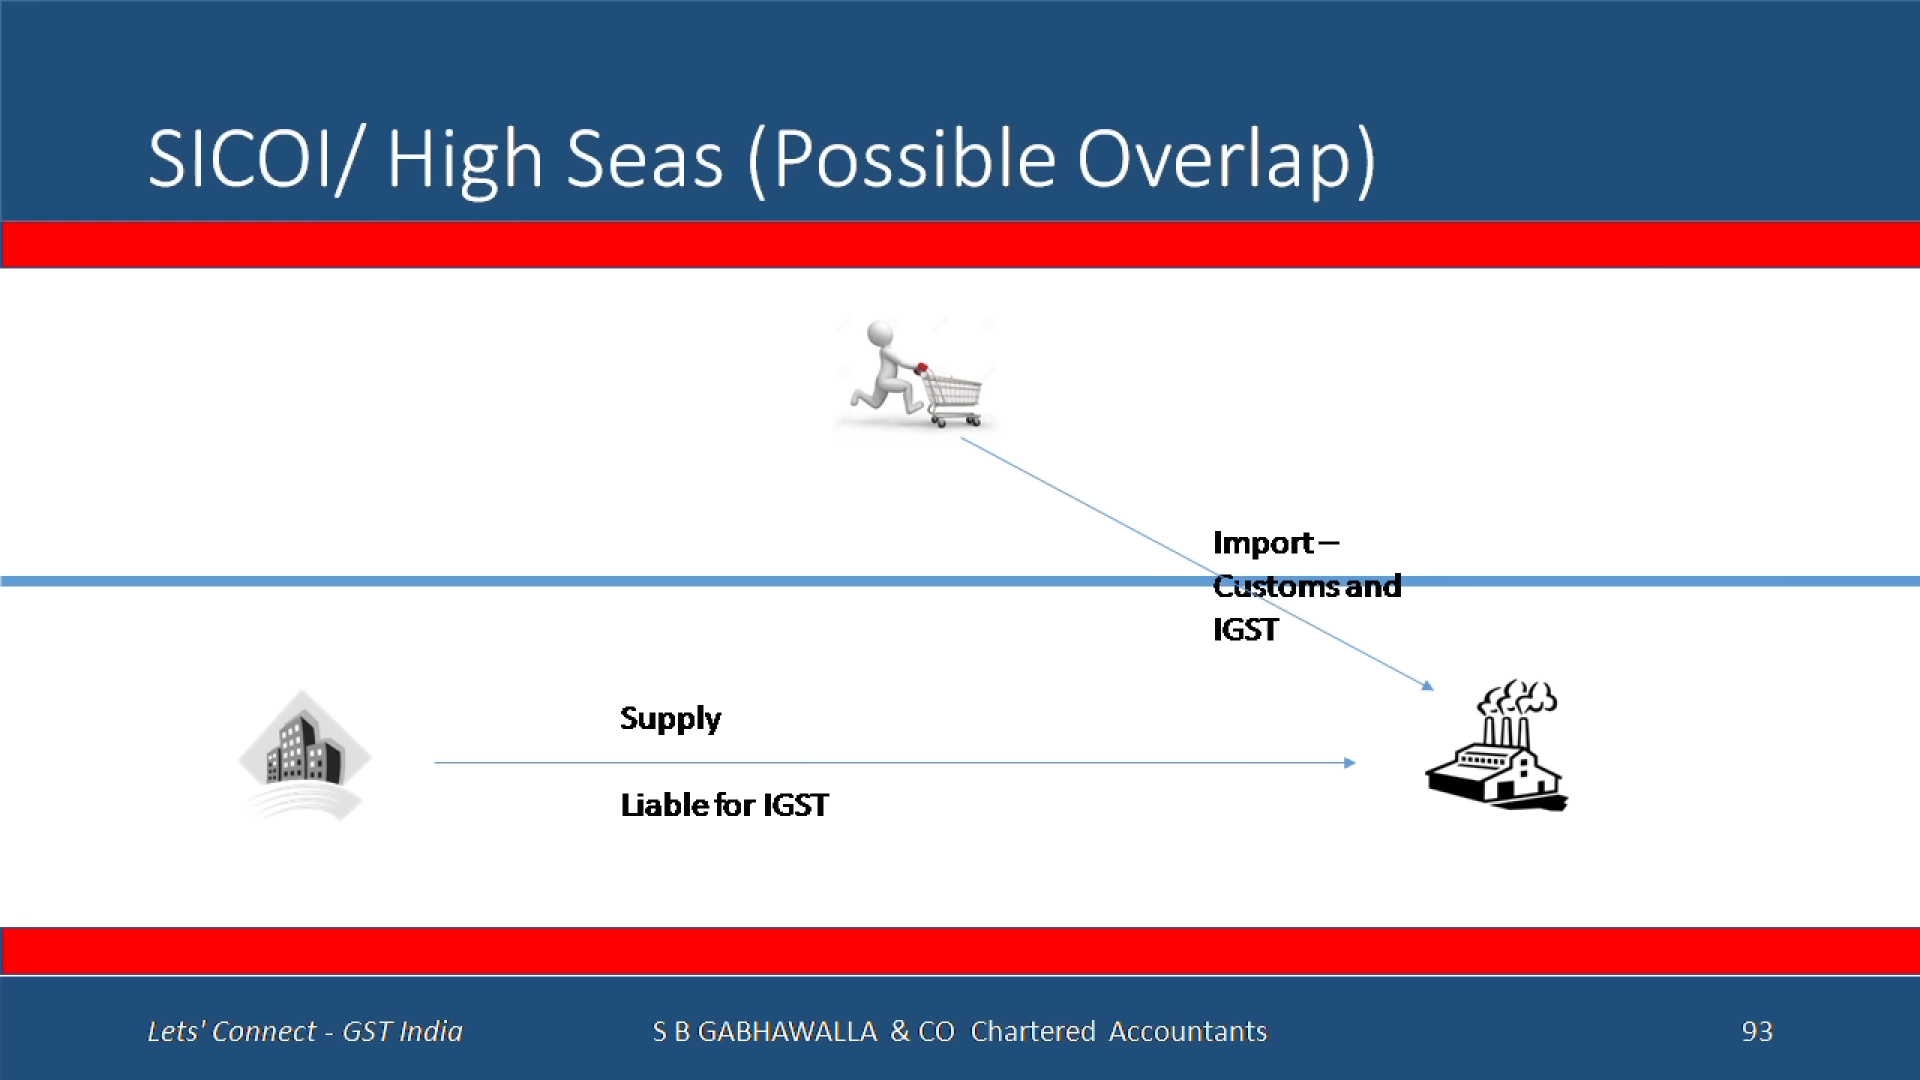 SICOI/ High Seas (Possible Overlap)
Import –
Customs and
IGST
Supply
Liable for IGST
Lets' Connect - GST India
S B GABHAWALLA & CO Chartered Accountants
93